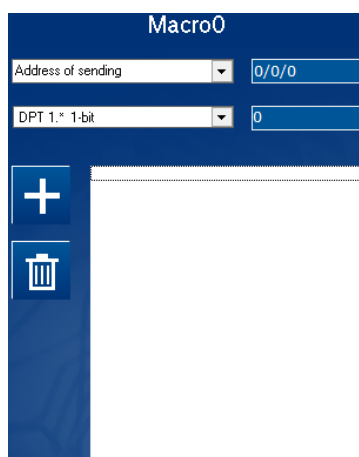 Macro0
Address of sending 0/0/0
DPT 1.* 1-bit 0